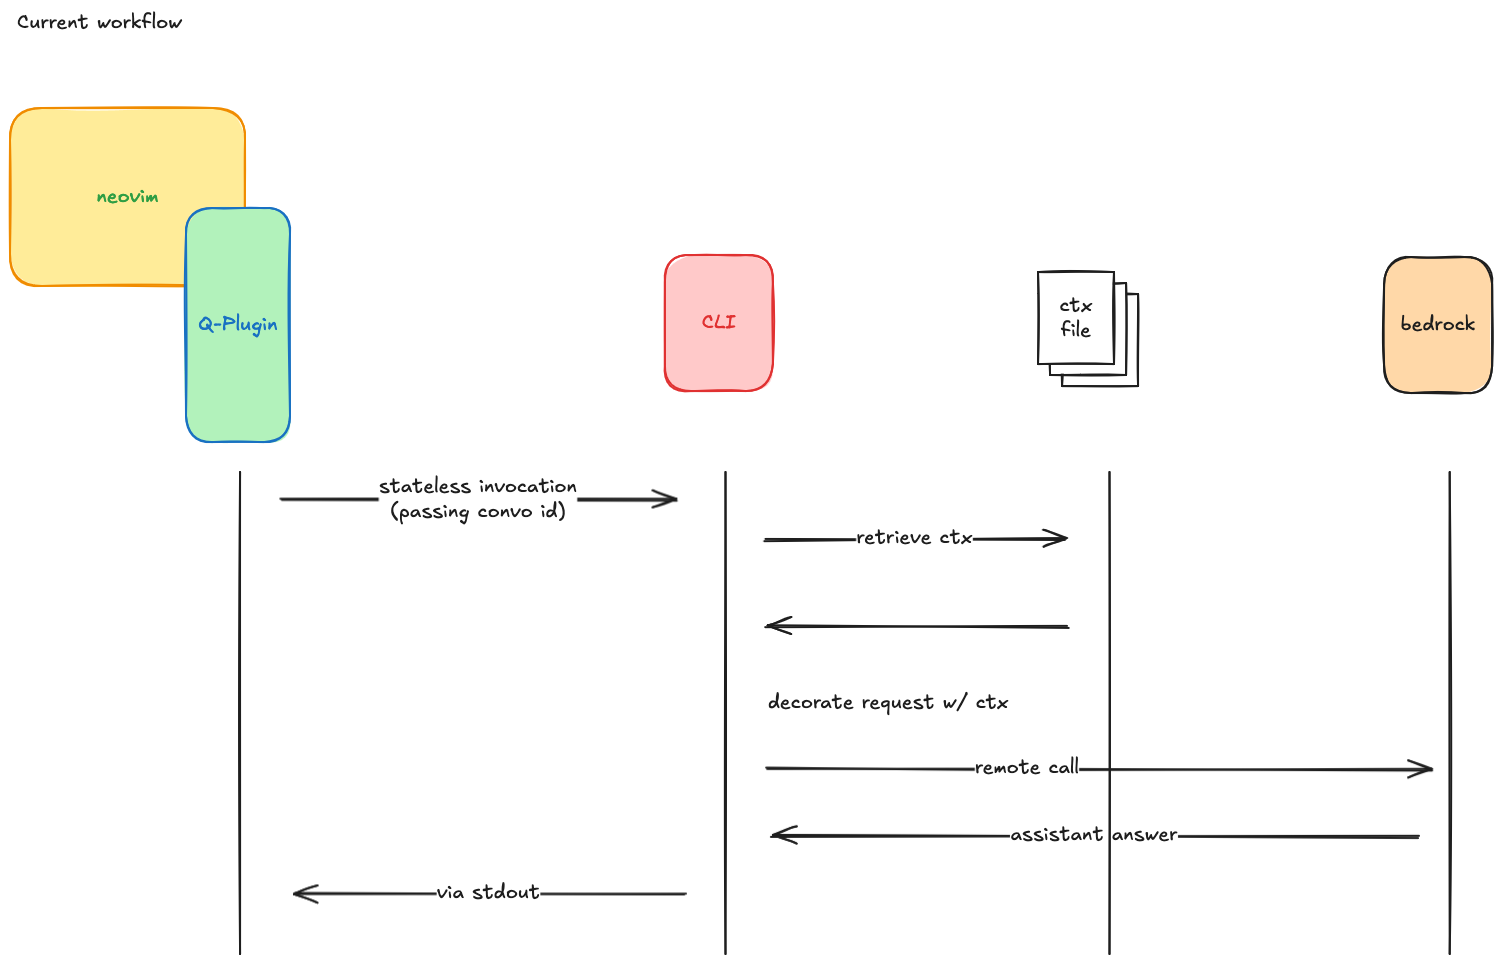 Current workflow
neovim
Q-Plugin
CLI
ctx
file
bedrock
stateless invocation
(passing convo id)
retrieve ctx
decorate request w/ ctx
remote call
assistant answer
via stdout